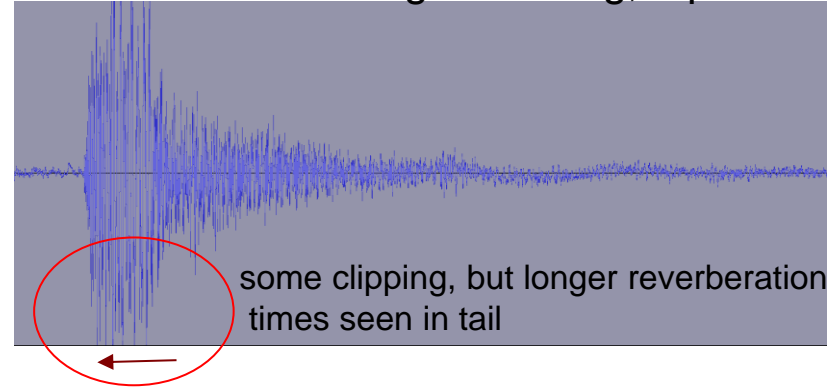 some clipping, but longer reverberation
times seen in tail